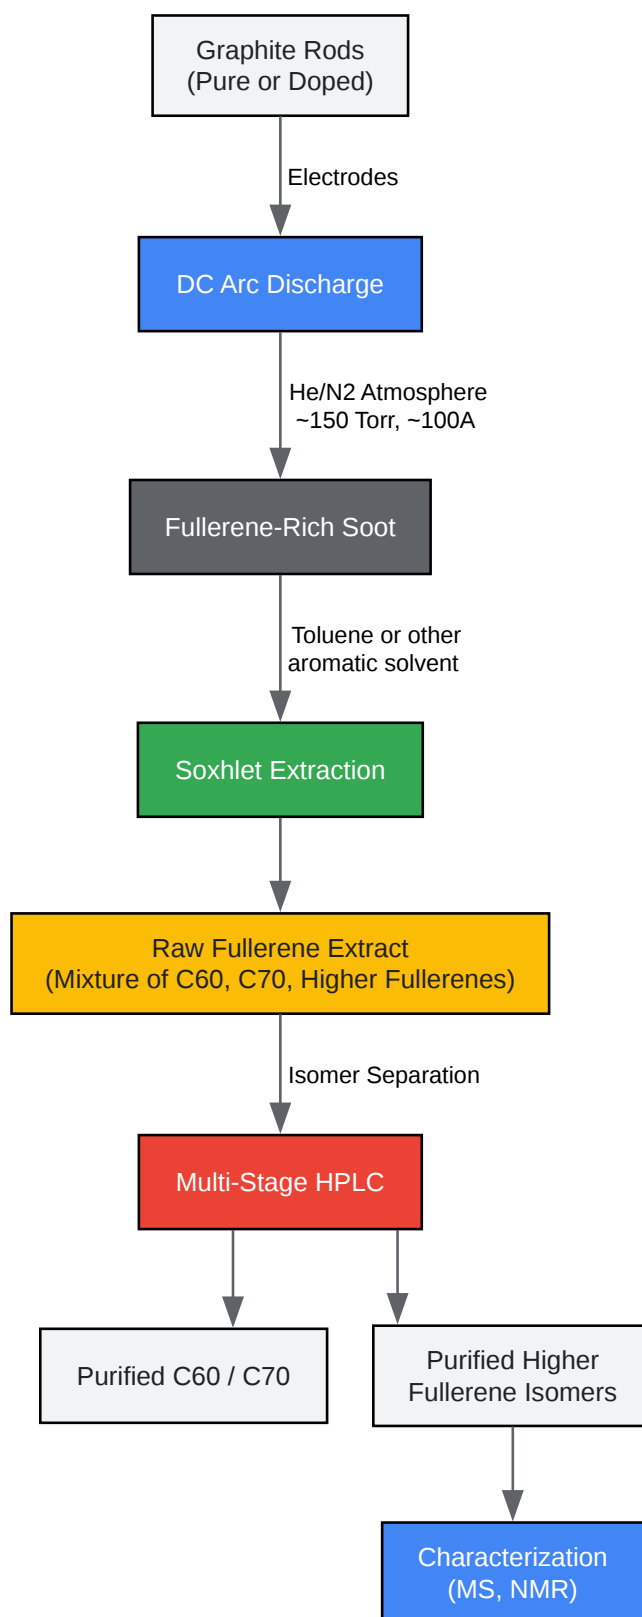 Graphite Rods
(Pure or Doped)
Electrodes
DC Arc Discharge
He/N2 Atmosphere
~150 Torr, ~100A
Fullerene-Rich Soot
Toluene or other
aromatic solvent
Soxhlet Extraction
Raw Fullerene Extract
(Mixture of C60, C70, Higher Fullerenes)
Isomer Separation
Multi-Stage HPLC
Purified C60 / C70
Purified Higher
Fullerene Isomers
Characterization
(MS, NMR)